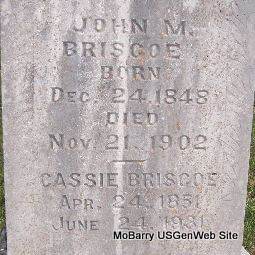 JOHN M.
BRISCOE
BORN
DEC. 24. 1848
DIED
NOV. 21. 1902
CASSIE BRISCOE
APR. 24. 1851
JUNE 24. 1931
MoBarry USGenWeb Site